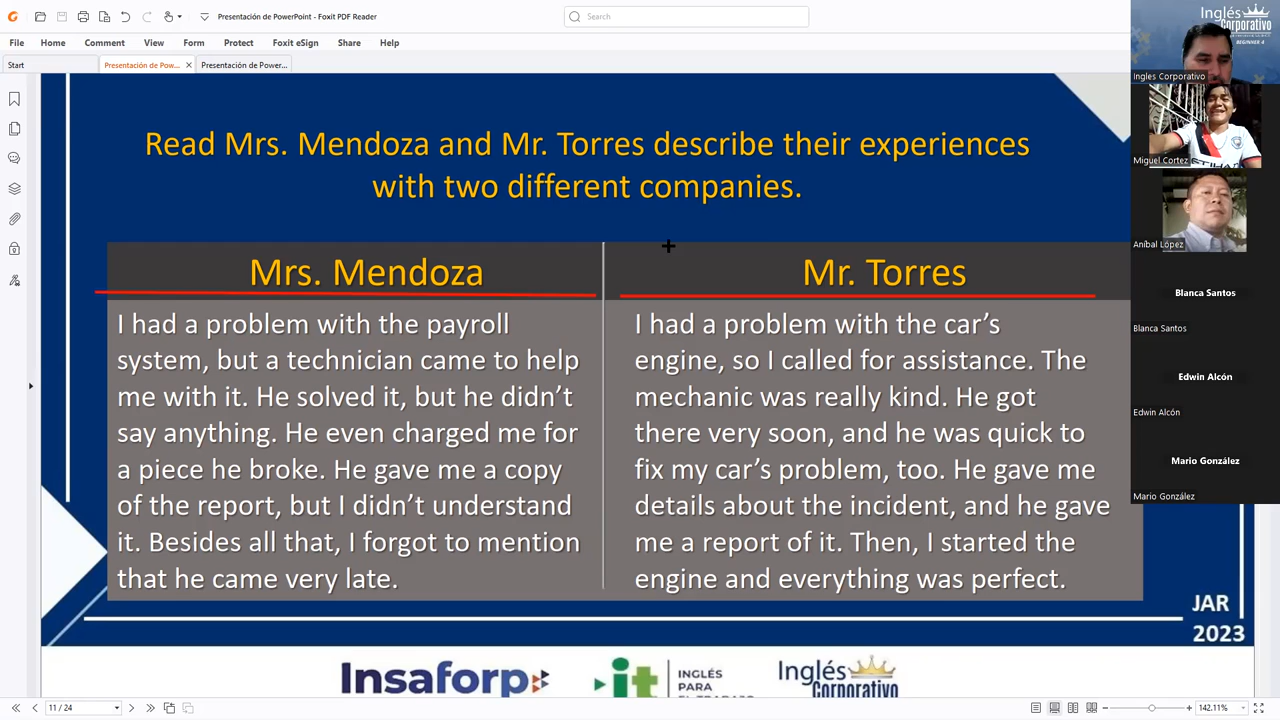 Presentación de PowerPoint - Foxit PDF Reader
Search
File Home Comment View Form Protect Foxit eSign Share Help
Start
Presentación de Pow...
Presentación de Power...
Read Mrs. Mendoza and Mr. Torres describe their experiences
with two different companies.
Mrs. Mendoza
I had a problem with the payroll
system, but a technician came to help
me with it. He solved it, but he didn't
say anything. He even charged me for
a piece he broke. He gave me a copy
of the report, but I didn't understand
it. Besides all that, I forgot to mention
that he came very late.
Mr. Torres
I had a problem with the car's
engine, so I called for assistance. The
mechanic was really kind. He got
there very soon, and he was quick to
fix my car's problem, too. He gave me
details about the incident, and he gave
me a report of it. Then, I started the
engine and everything was perfect.
JAR
2023
Insaforp
it
INGLÉS
PARA
EL TRABAJO
Inglés
Corporativo
Inglés
Corporativo
BEGINNER 4
Ingles Corporativo
Miguel Cortez
Aníbal López
Blanca Santos
Blanca Santos
Edwin Alcón
Edwin Alcón
Mario González
Mario González
11 / 24
142.11%